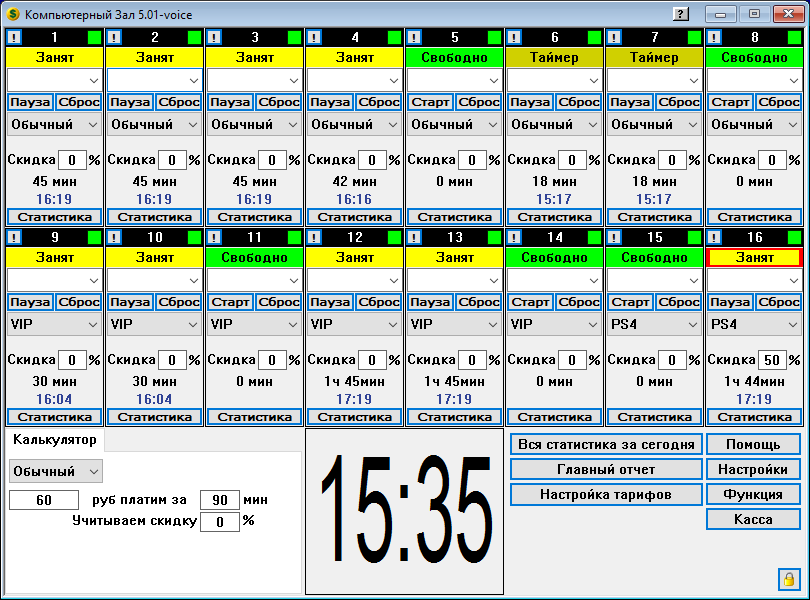 Компьютерный Зал 5.01-voice ?
! 1 ! 2 ! 3 ! 4 ! 5 ! 6 ! 7 ! 8
Занят Занят Занят Занят Свободно Таймер Таймер Свободно
Пауза Сброс Пауза Сброс Пауза Сброс Пауза Сброс Старт Сброс Пауза Сброс Пауза Сброс Старт Сброс
Обычный Обычный Обычный Обычный Обычный Обычный Обычный Обычный
Скидка 0 % Скидка 0 % Скидка 0 % Скидка 0 % Скидка 0 % Скидка 0 % Скидка 0 % Скидка 0 %
45 мин 45 мин 45 мин 42 мин 0 мин 18 мин 18 мин 0 мин
16:19 16:19 16:19 16:16 15:17 15:17
Статистика Статистика Статистика Статистика Статистика Статистика Статистика Статистика
! 9 ! 10 ! 11 ! 12 ! 13 ! 14 ! 15 ! 16
Занят Занят Свободно Занят Занят Свободно Свободно Занят
Пауза Сброс Пауза Сброс Старт Сброс Пауза Сброс Пауза Сброс Старт Сброс Старт Сброс Пауза Сброс
VIP VIP VIP VIP VIP VIP PS4 PS4
Скидка 0 % Скидка 0 % Скидка 0 % Скидка 0 % Скидка 0 % Скидка 0 % Скидка 0 % Скидка 50 %
30 мин 30 мин 0 мин 1ч 45мин 1ч 45мин 0 мин 0 мин 1ч 44мин
16:04 16:04 17:19 17:19 17:19
Статистика Статистика Статистика Статистика Статистика Статистика Статистика Статистика
Калькулятор
Обычный
60 руб платим за 90 мин
Учитываем скидку 0 %
15:35
Вся статистика за сегодня Помощь
Главный отчет Настройки
Настройка тарифов Функция
Касса